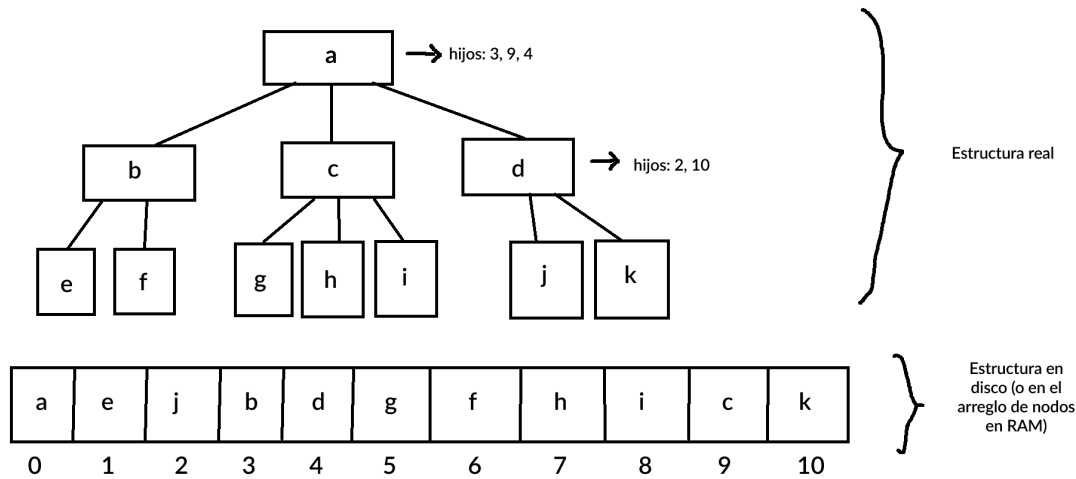 a
hijos: 3, 9, 4
b
c
d
hijos: 2, 10
Estructura real
e
f
g
h
i
j
k
a e j b d g f h i c k
0 1 2 3 4 5 6 7 8 9 10
Estructura en
disco (o en el
arreglo de nodos
en RAM)